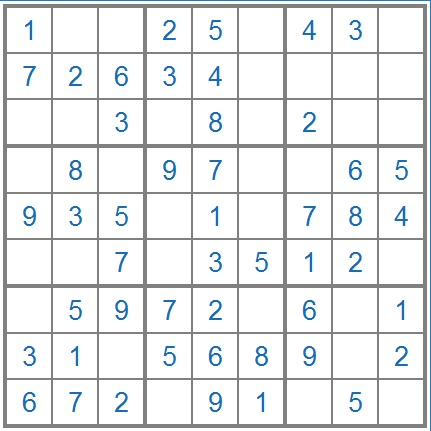 1 2 5 4 3
7 2 6 3 4
3 8 2
8 9 7 6 5
9 3 5 1 7 8 4
7 3 5 1 2
5 9 7 2 6 1
3 1 5 6 8 9 2
6 7 2 9 1 5